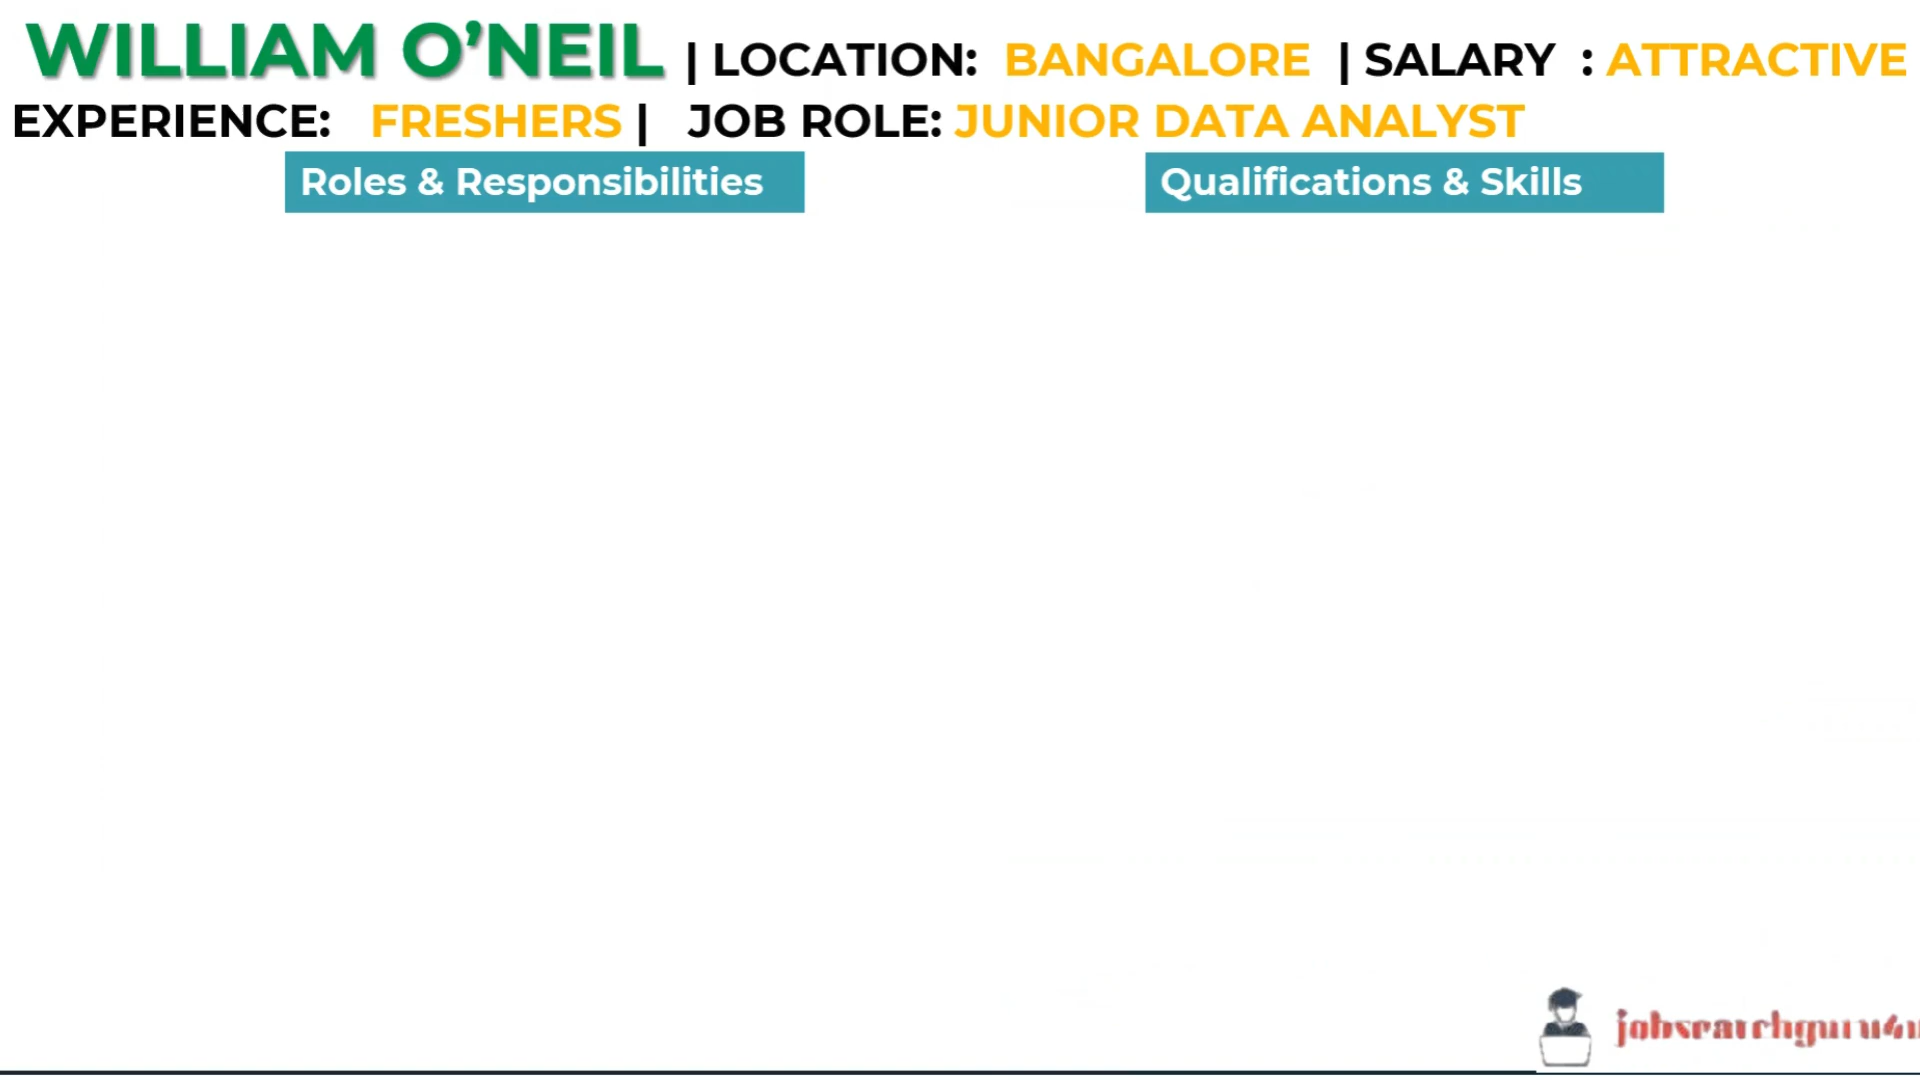 WILLIAM O’NEIL | LOCATION: BANGALORE | SALARY : ATTRACTIVE
EXPERIENCE: FRESHERS | JOB ROLE: JUNIOR DATA ANALYST
Roles & Responsibilities
Qualifications & Skills